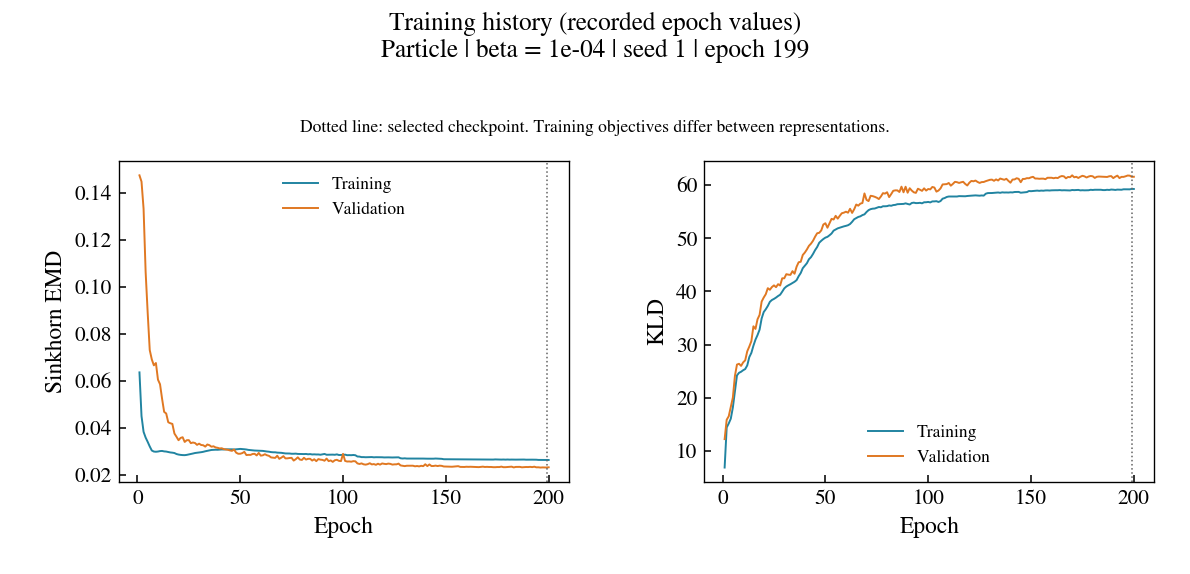 Training history (recorded epoch values)
Particle | beta = 1e-04 | seed 1 | epoch 199
Dotted line: selected checkpoint. Training objectives differ between representations.
Sinkhorn EMD
0.14
0.12
0.10
0.08
0.06
0.04
0.02
Training
Validation
0
50
100
150
200
Epoch
KLD
60
50
40
30
20
10
Training
Validation
0
50
100
150
200
Epoch